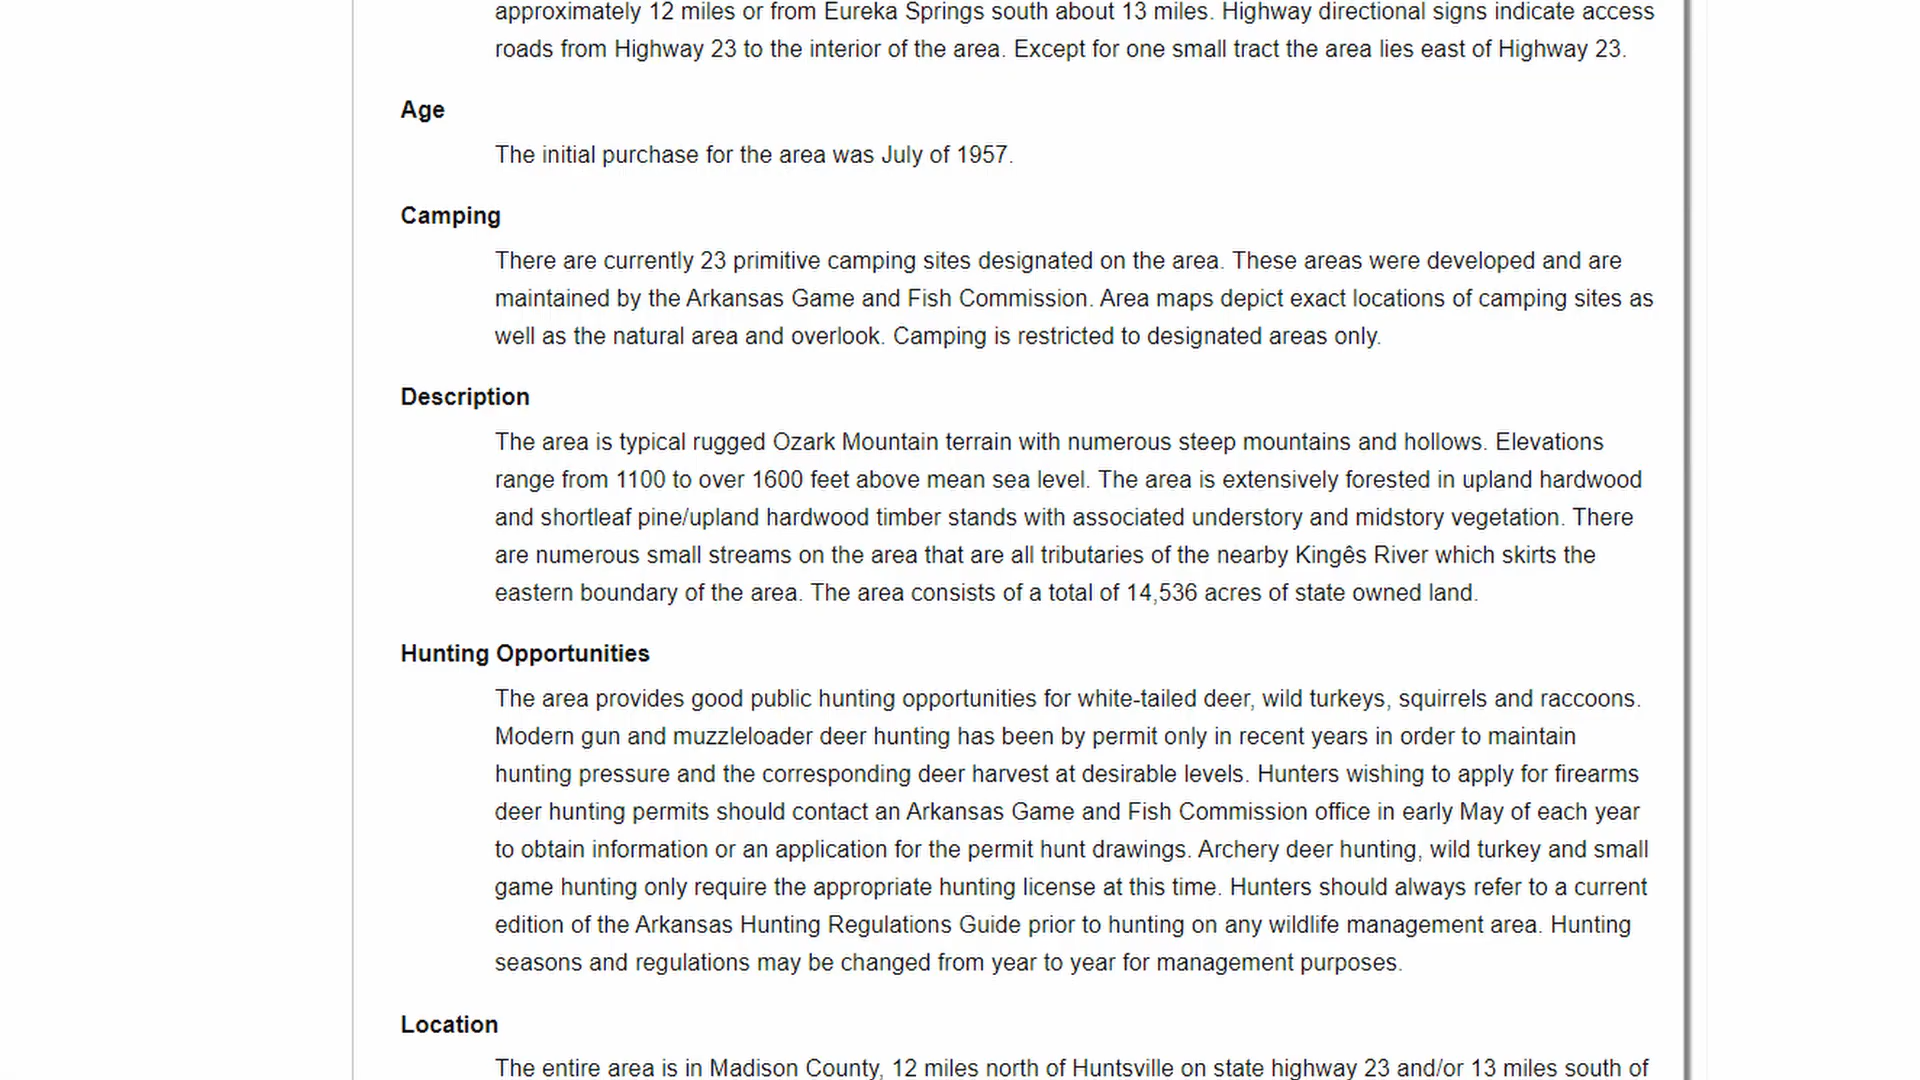 approximately 12 miles or from Eureka Springs south about 13 miles. Highway directional signs indicate access
roads from Highway 23 to the interior of the area. Except for one small tract the area lies east of Highway 23.
Age
The initial purchase for the area was July of 1957.
Camping
There are currently 23 primitive camping sites designated on the area. These areas were developed and are
maintained by the Arkansas Game and Fish Commission. Area maps depict exact locations of camping sites as
well as the natural area and overlook. Camping is restricted to designated areas only.
Description
The area is typical rugged Ozark Mountain terrain with numerous steep mountains and hollows. Elevations
range from 1100 to over 1600 feet above mean sea level. The area is extensively forested in upland hardwood
and shortleaf pine/upland hardwood timber stands with associated understory and midstory vegetation. There
are numerous small streams on the area that are all tributaries of the nearby Kingês River which skirts the
eastern boundary of the area. The area consists of a total of 14,536 acres of state owned land.
Hunting Opportunities
The area provides good public hunting opportunities for white-tailed deer, wild turkeys, squirrels and raccoons.
Modern gun and muzzleloader deer hunting has been by permit only in recent years in order to maintain
hunting pressure and the corresponding deer harvest at desirable levels. Hunters wishing to apply for firearms
deer hunting permits should contact an Arkansas Game and Fish Commission office in early May of each year
to obtain information or an application for the permit hunt drawings. Archery deer hunting, wild turkey and small
game hunting only require the appropriate hunting license at this time. Hunters should always refer to a current
edition of the Arkansas Hunting Regulations Guide prior to hunting on any wildlife management area. Hunting
seasons and regulations may be changed from year to year for management purposes.
Location
The entire area is in Madison County, 12 miles north of Huntsville on state highway 23 and/or 13 miles south of